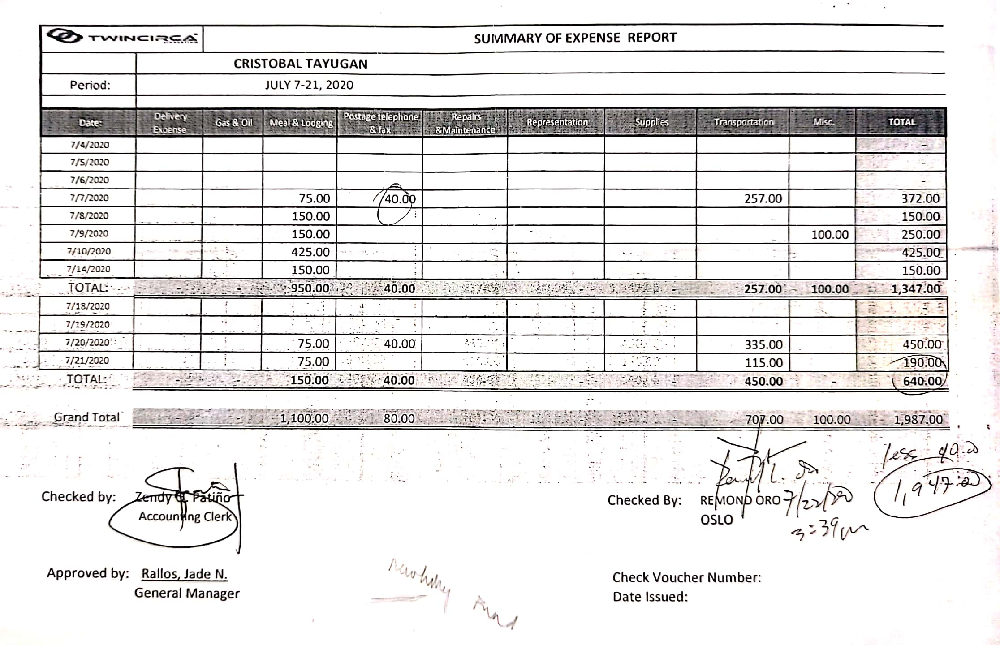 TWINCIRCA
MARKETING
SUMMARY OF EXPENSE REPORT
CRISTOBAL TAYUGAN
Period: JULY 7-21, 2020
Date: Delivery Expense Gas & Oil Meal & Lodging Postage telephone & fax Repairs &Maintenance Representation Supplies Transportation Misc. TOTAL
7/4/2020 -
7/5/2020 -
7/6/2020 -
7/7/2020 75.00 40.00 257.00 372.00
7/8/2020 150.00 150.00
7/9/2020 150.00 100.00 250.00
7/10/2020 425.00 425.00
7/14/2020 150.00 150.00
TOTAL: - - 950.00 40.00 - - - 257.00 100.00 1,347.00
7/18/2020 -
7/19/2020 -
7/20/2020 75.00 40.00 335.00 450.00
7/21/2020 75.00 115.00 190.00
TOTAL: - - 150.00 40.00 - - - 450.00 - 640.00
Grand Total - - 1,100.00 80.00 - - - 707.00 100.00 1,987.00
less 40.00
1,947.00
Checked by: Zendy G. Patiño
Accounting Clerk
Checked By: REMOND ORO 7/22/2020
OSLO
3:39pm
Approved by: Rallos, Jade N.
General Manager
Fund
Check Voucher Number:
Date Issued: